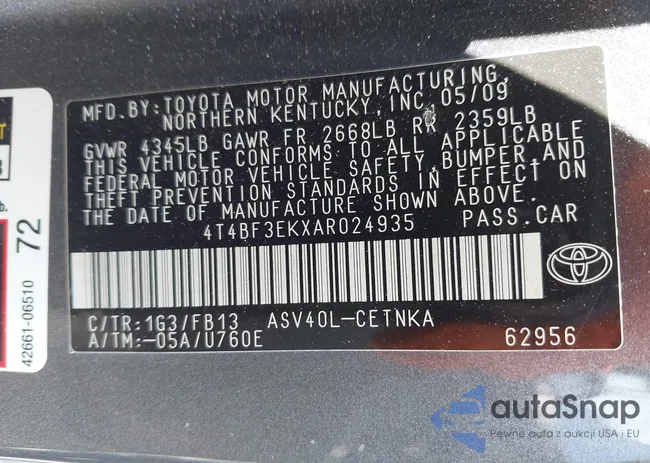 MFD.BY:TOYOTA MOTOR MANUFACTURING,
NORTHERN KENTUCKY, INC. 05/09
GVWR 4345LB GAWR FR 2668LB RR 2359LB
THIS VEHICLE CONFORMS TO ALL APPLICABLE
FEDERAL MOTOR VEHICLE SAFETY, BUMPER, AND
THEFT PREVENTION STANDARDS IN EFFECT ON
THE DATE OF MANUFACTURE SHOWN ABOVE.
4T4BF3EKXAR024935 PASS.CAR
C/TR:1G3/FB13 ASV40L-CETNKA
A/TM:-05A/U760E 62956
72
42661-06510
autaSnap
Pewne auta z aukcji USA i EU